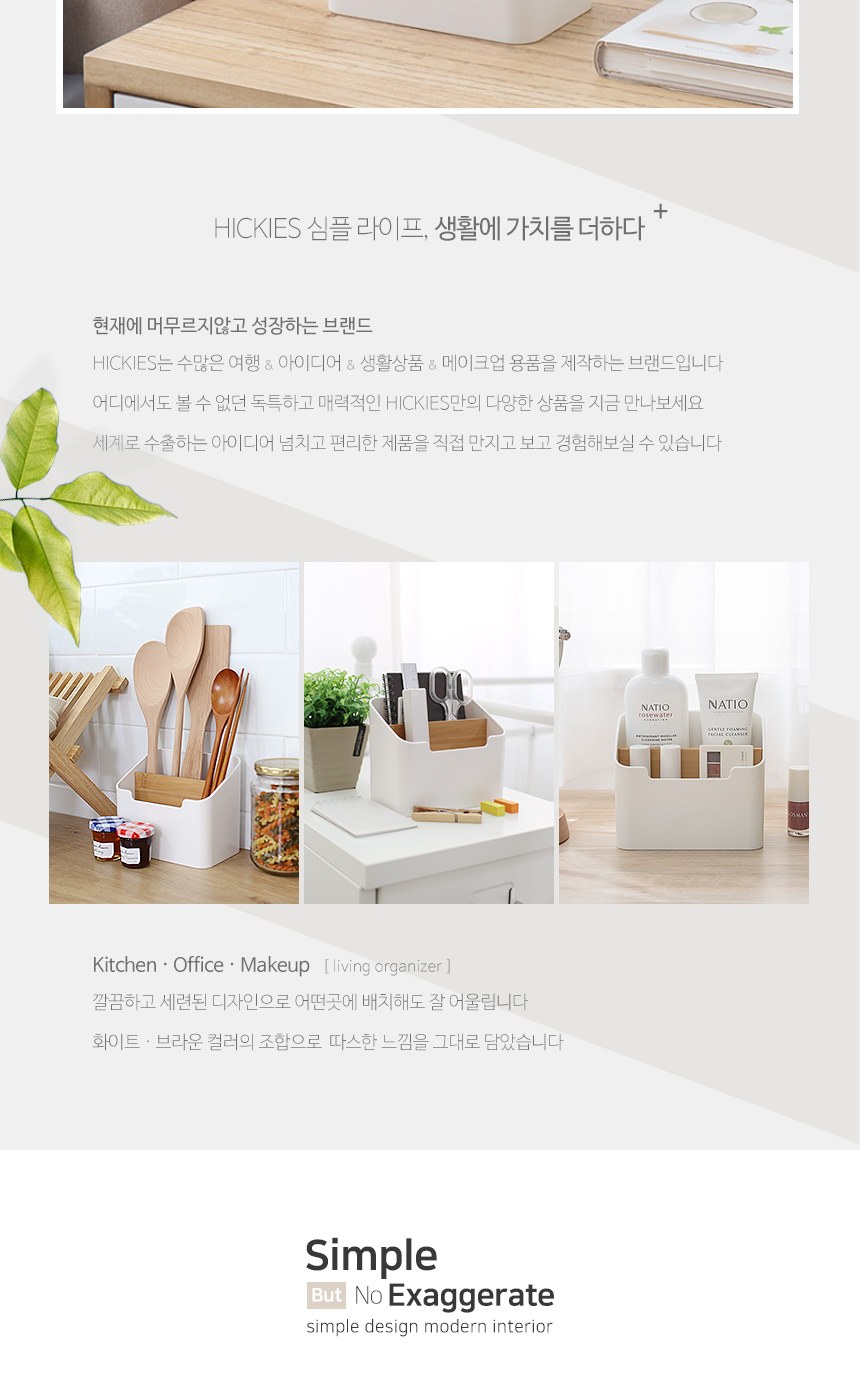 HICKIES 심플 라이프, 생활에 가치를 더하다 +
현재에 머무르지않고 성장하는 브랜드
HICKIES는 수많은 여행 & 아이디어 & 생활상품 & 메이크업 용품을 제작하는 브랜드입니다
어디에서도 볼 수 없던 독특하고 매력적인 HICKIES만의 다양한 상품을 지금 만나보세요
세계로 수출하는 아이디어 넘치고 편리한 제품을 직접 만지고 보고 경험해보실 수 있습니다
NATIO
rosewater
HYDRATION
ANTIOXIDANT MICELLAR
CLEANSING WATER
NATIO
GENTLE FOAMING
FACIAL CLEANSER
OSMAN
Kitchen · Office · Makeup [ living organizer ]
깔끔하고 세련된 디자인으로 어떤곳에 배치해도 잘 어울립니다
화이트 · 브라운 컬러의 조합으로 따스한 느낌을 그대로 담았습니다
Simple
But No Exaggerate
simple design modern interior